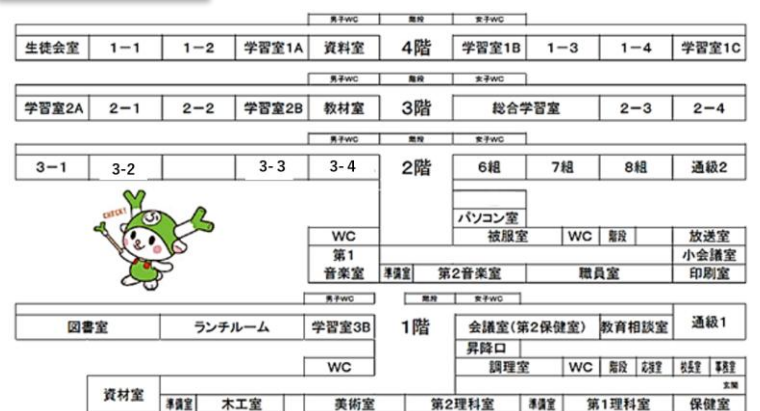 男子WC 階段 女子WC
生徒会室 1－1 1－2 学習室1A 資料室 4階 学習室1B 1－3 1－4 学習室1C
男子WC 階段 女子WC
学習室2A 2－1 2－2 学習室2B 教材室 3階 総合学習室 2－3 2－4
男子WC 階段 女子WC
3－1 3-2 3-3 3-4 2階 6組 7組 8組 通級2
CHECK!
パソコン室
WC 被服室 WC 階段 放送室
第1 小会議室
音楽室 準備室 第2音楽室 職員室 印刷室
男子WC 階段 女子WC
図書室 ランチルーム 学習室3B 1階 会議室(第2保健室) 教育相談室 通級1
昇降口
WC 調理室 WC 階段 応接室 校長室 事務室
玄関
資材室 準備室 木工室 美術室 第2理科室 準備室 第1理科室 保健室